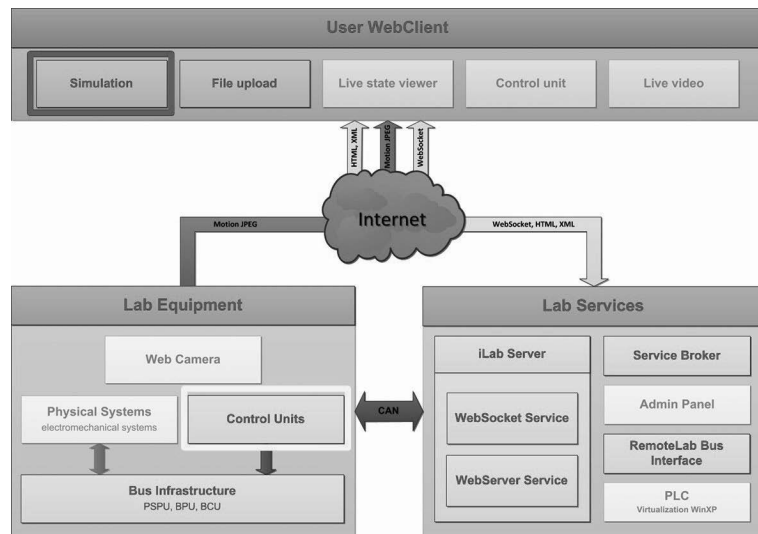 User WebClient
Simulation
File upload
Live state viewer
Control unit
Live video
HTML, XML
Motion JPEG
WebSocket
Internet
Motion JPEG
WebSocket, HTML, XML
Lab Equipment
Web Camera
Physical Systems
electromechanical systems
Control Units
Bus Infrastructure
PSPU, BPU, BCU
CAN
Lab Services
iLab Server
WebSocket Service
WebServer Service
Service Broker
Admin Panel
RemoteLab Bus
Interface
PLC
Virtualization WinXP